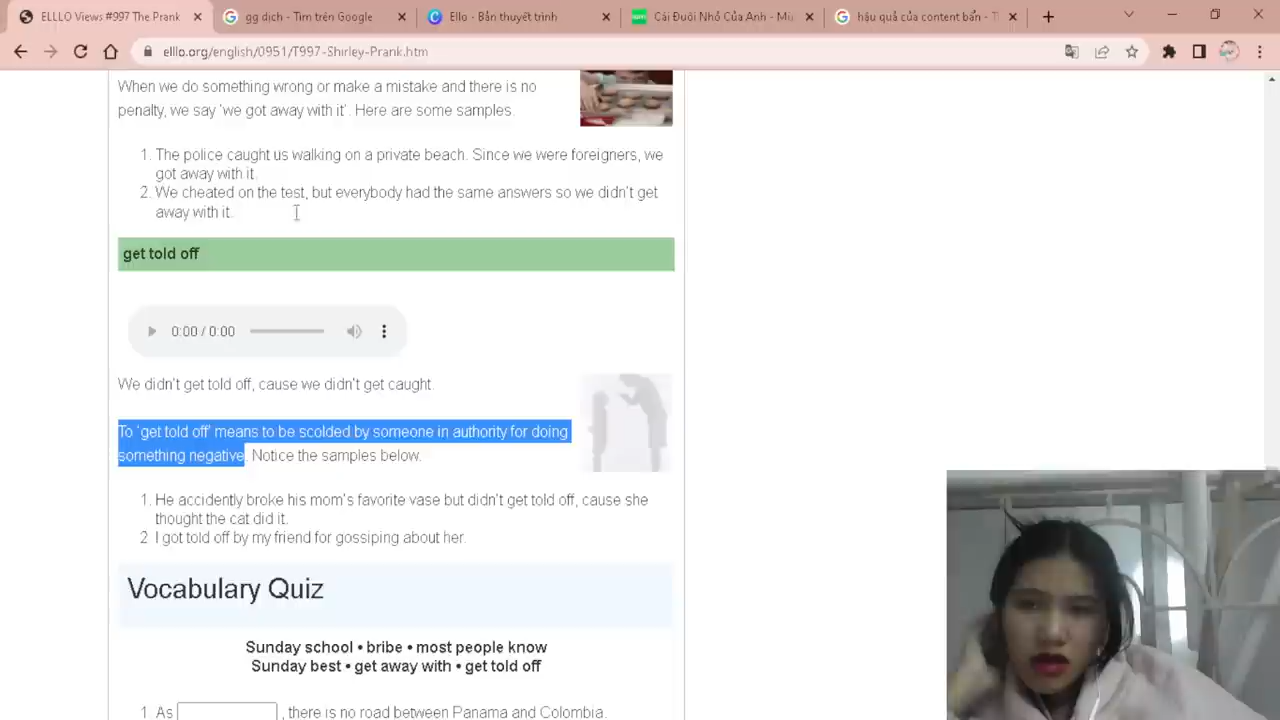 ELLLO Views #997 The Prank
gg dịch - Tìm trên Google
Ello - Bản thuyết trình
Cái Đuôi Nhỏ Của Anh - Mù
hậu quả của content bẩn - T
elllo.org/english/0951/T997-Shirley-Prank.htm
When we do something wrong or make a mistake and there is no
penalty, we say 'we got away with it'. Here are some samples.
1. The police caught us walking on a private beach. Since we were foreigners, we
got away with it.
2. We cheated on the test, but everybody had the same answers so we didn't get
away with it.
get told off
0:00 / 0:00
We didn't get told off, cause we didn't get caught.
To 'get told off' means to be scolded by someone in authority for doing
something negative. Notice the samples below.
1. He accidently broke his mom's favorite vase but didn't get told off, cause she
thought the cat did it.
2. I got told off by my friend for gossiping about her.
Vocabulary Quiz
Sunday school • bribe • most people know
Sunday best • get away with • get told off
1. As , there is no road between Panama and Colombia.